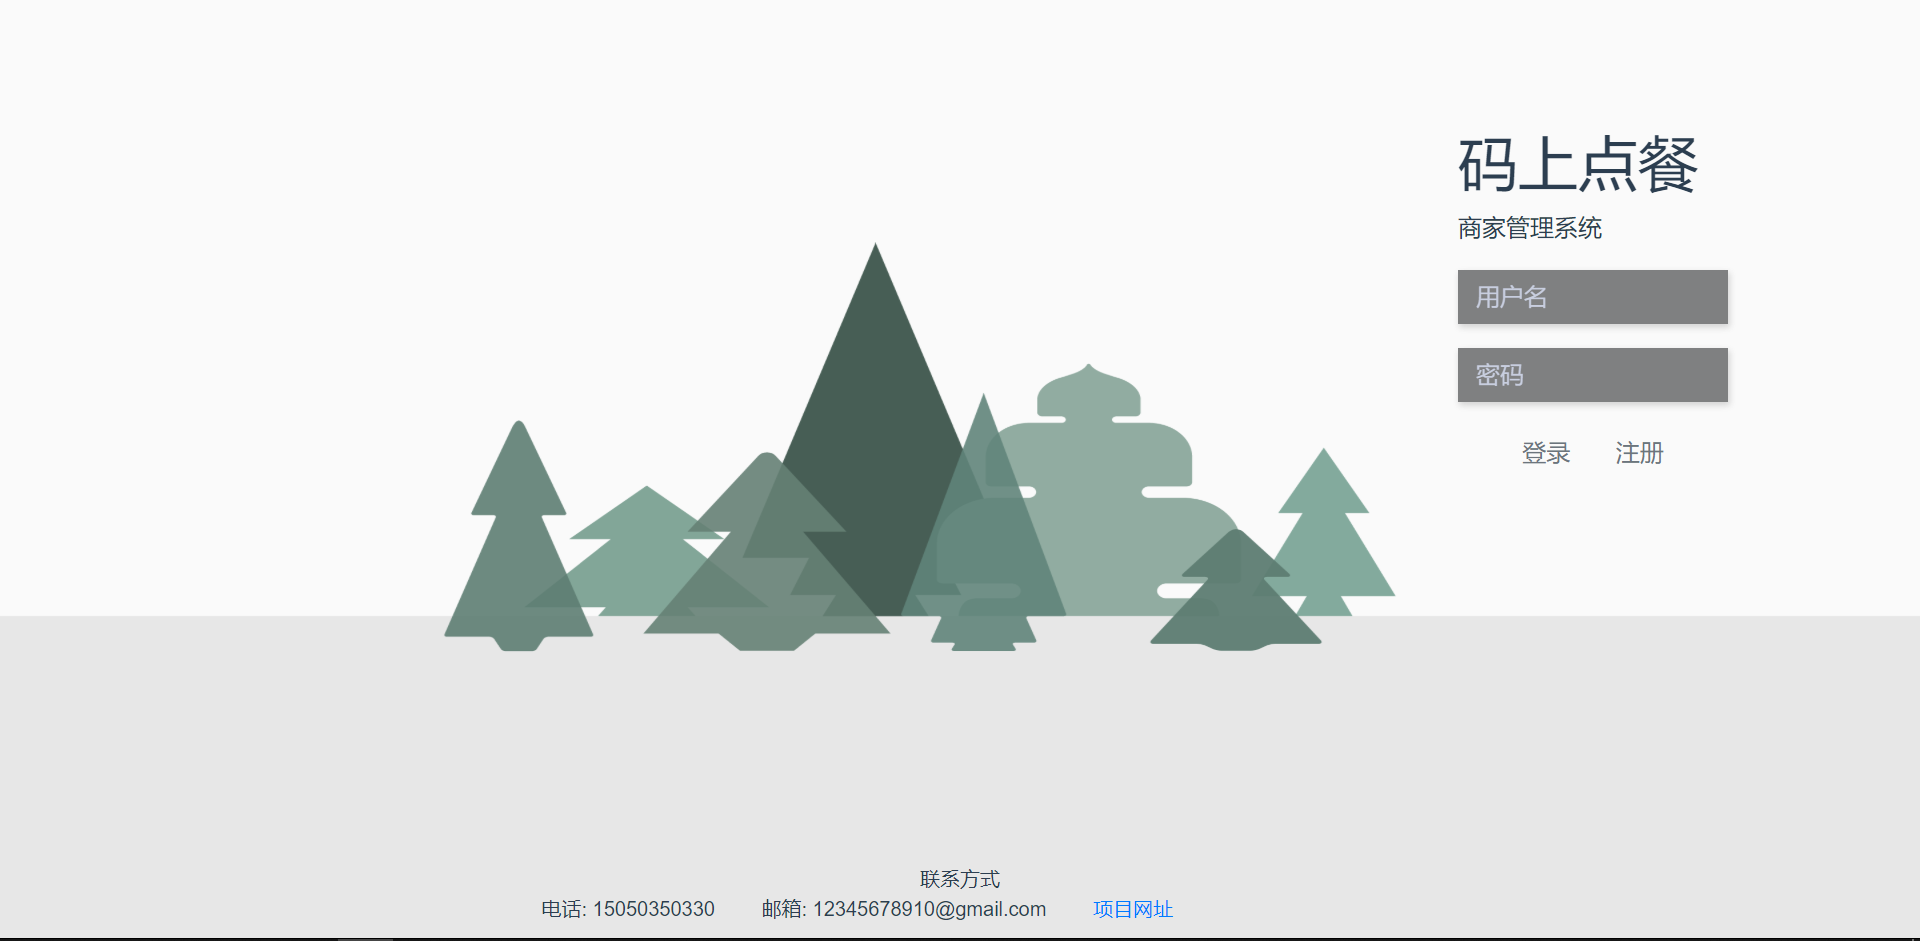 码上点餐
商家管理系统
用户名
密码
登录 注册
联系方式
电话: 15050350330 邮箱: 12345678910@gmail.com 项目网址